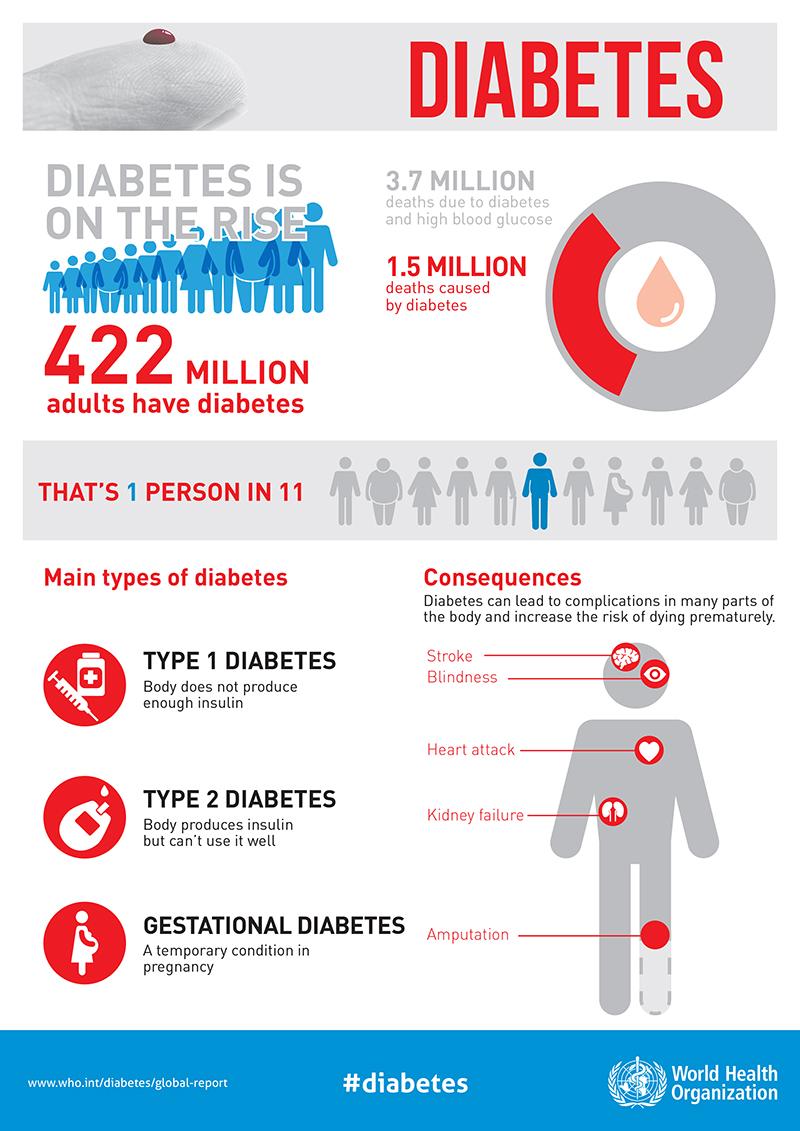 DIABETES
DIABETES IS
ON THE RISE
422 MILLION
adults have diabetes
3.7 MILLION
deaths due to diabetes
and high blood glucose
1.5 MILLION
deaths caused
by diabetes
THAT'S 1 PERSON IN 11
Main types of diabetes
TYPE 1 DIABETES
Body does not produce
enough insulin
TYPE 2 DIABETES
Body produces insulin
but can't use it well
GESTATIONAL DIABETES
A temporary condition in
pregnancy
Consequences
Diabetes can lead to complications in many parts of
the body and increase the risk of dying prematurely.
Stroke
Blindness
Heart attack
Kidney failure
Amputation
www.who.int/diabetes/global-report
#diabetes
World Health
Organization